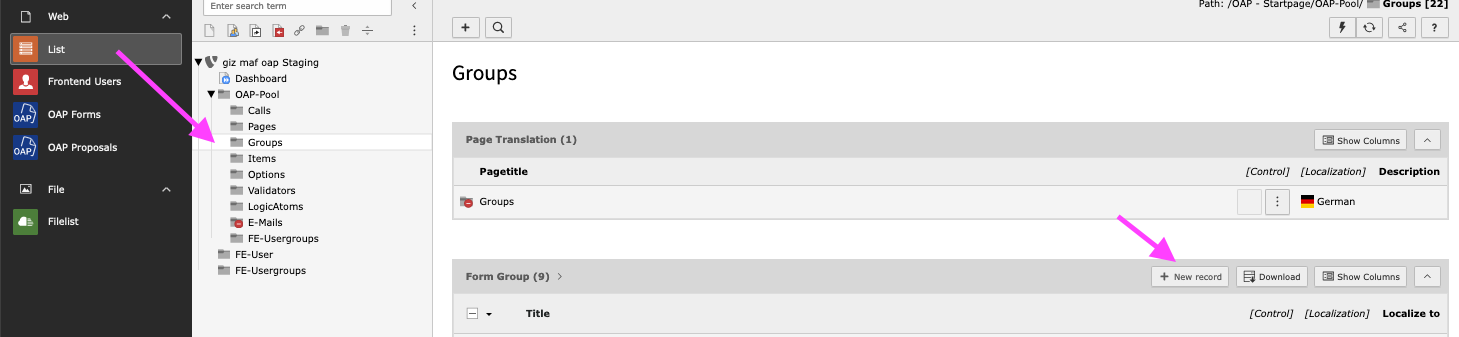 Web
List
Frontend Users
OAP
OAP Forms
OAP
OAP Proposals
File
Filelist
Enter search term
giz maf oap Staging
Dashboard
OAP-Pool
Calls
Pages
Groups
Items
Options
Validators
LogicAtoms
E-Mails
FE-Usergroups
FE-User
FE-Usergroups
Path: /OAP - Startpage/OAP-Pool/ Groups [22]
Groups
Page Translation (1) Show Columns
Pagetitle [Control] [Localization] Description
Groups German
Form Group (9) New record Download Show Columns
Title [Control] [Localization] Localize to